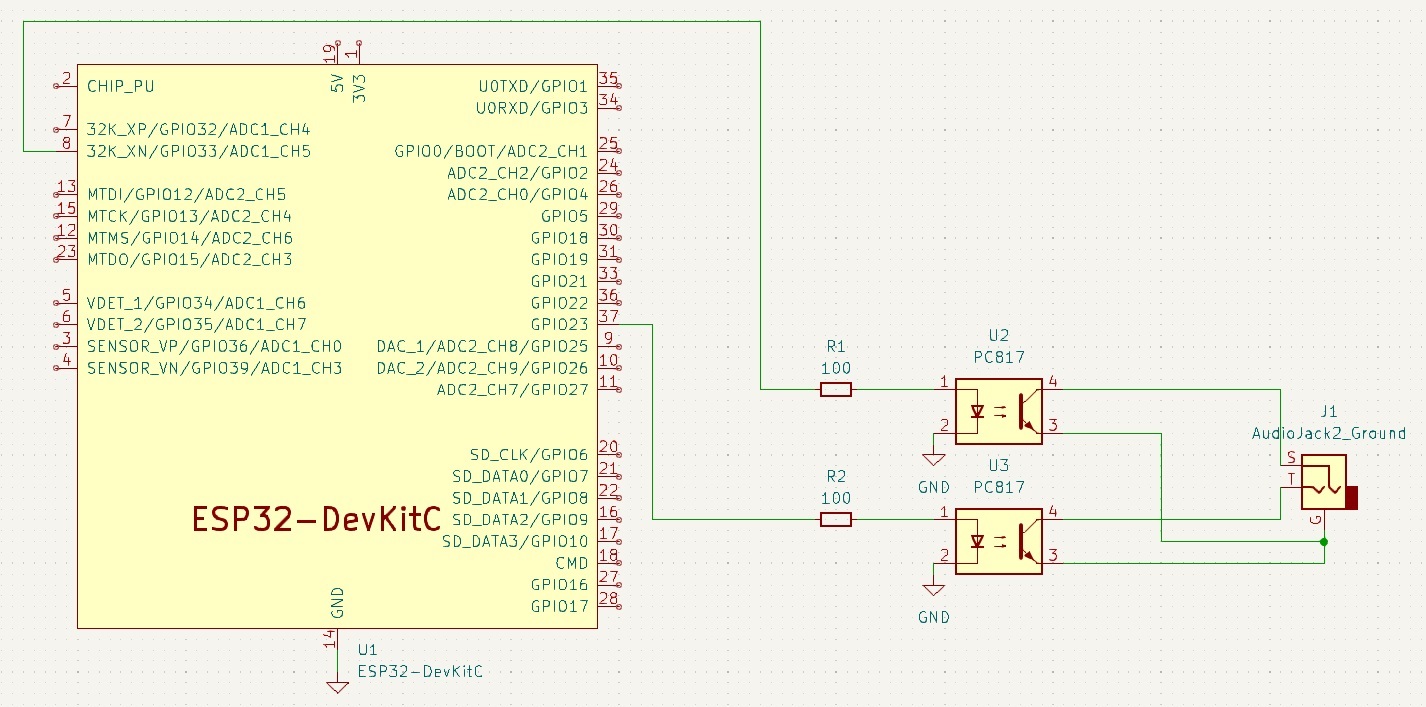 19
1
2
CHIP_PU
5V
3V3
U0TXD/GPIO1
35
U0RXD/GPIO3
34
7
32K_XP/GPIO32/ADC1_CH4
8
32K_XN/GPIO33/ADC1_CH5
GPIO0/BOOT/ADC2_CH1
25
ADC2_CH2/GPIO2
24
13
MTDI/GPIO12/ADC2_CH5
ADC2_CH0/GPIO4
26
15
MTCK/GPIO13/ADC2_CH4
GPIO5
29
12
MTMS/GPIO14/ADC2_CH6
GPIO18
30
23
MTDO/GPIO15/ADC2_CH3
GPIO19
31
GPIO21
33
5
VDET_1/GPIO34/ADC1_CH6
GPIO22
36
6
VDET_2/GPIO35/ADC1_CH7
GPIO23
37
3
SENSOR_VP/GPIO36/ADC1_CH0
DAC_1/ADC2_CH8/GPIO25
9
4
SENSOR_VN/GPIO39/ADC1_CH3
DAC_2/ADC2_CH9/GPIO26
10
ADC2_CH7/GPIO27
11
SD_CLK/GPIO6
20
SD_DATA0/GPIO7
21
SD_DATA1/GPIO8
22
ESP32-DevKitC
SD_DATA2/GPIO9
16
SD_DATA3/GPIO10
17
CMD
18
GPIO16
27
GPIO17
28
GND
14
U1
ESP32-DevKitC
R1
100
U2
PC817
1
4
2
3
GND
R2
100
U3
PC817
1
4
2
3
GND
J1
AudioJack2_Ground
S
T
G